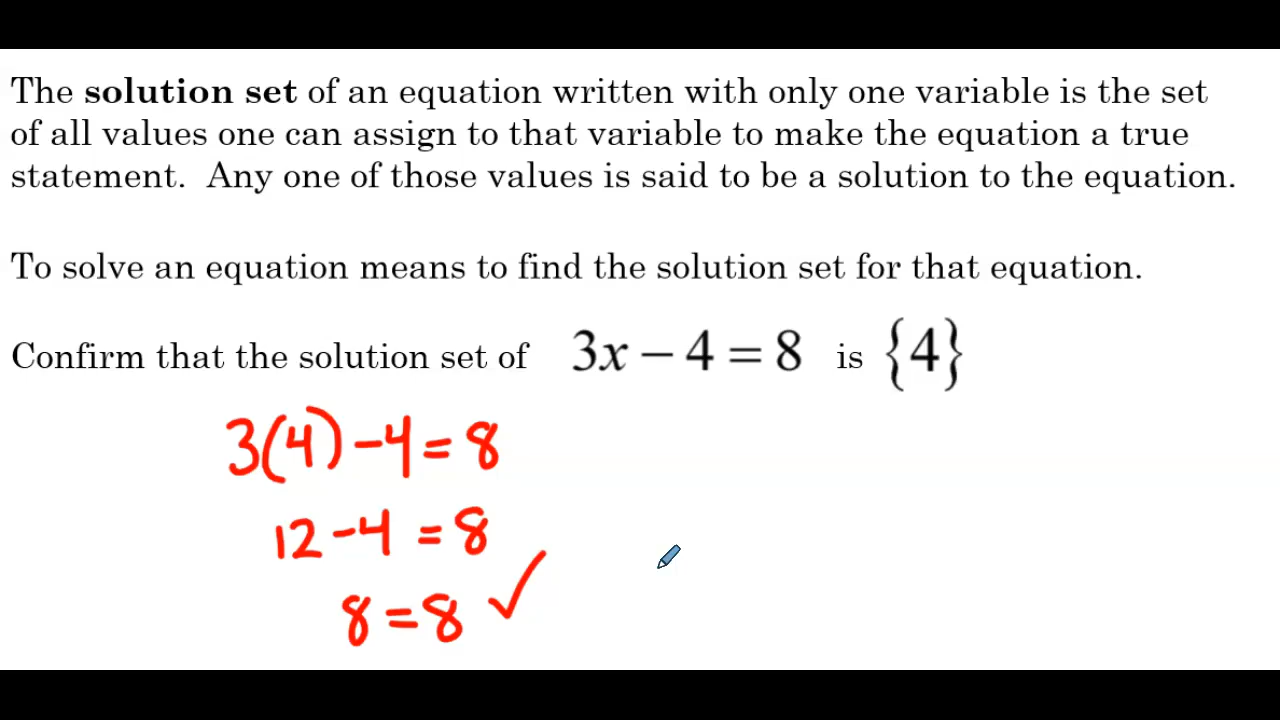 The solution set of an equation written with only one variable is the set
of all values one can assign to that variable to make the equation a true
statement.  Any one of those values is said to be a solution to the equation.
To solve an equation means to find the solution set for that equation.
Confirm that the solution set of 3x − 4 = 8 is {4}
3(4) − 4 = 8
12 − 4 = 8
8 = 8 ✓